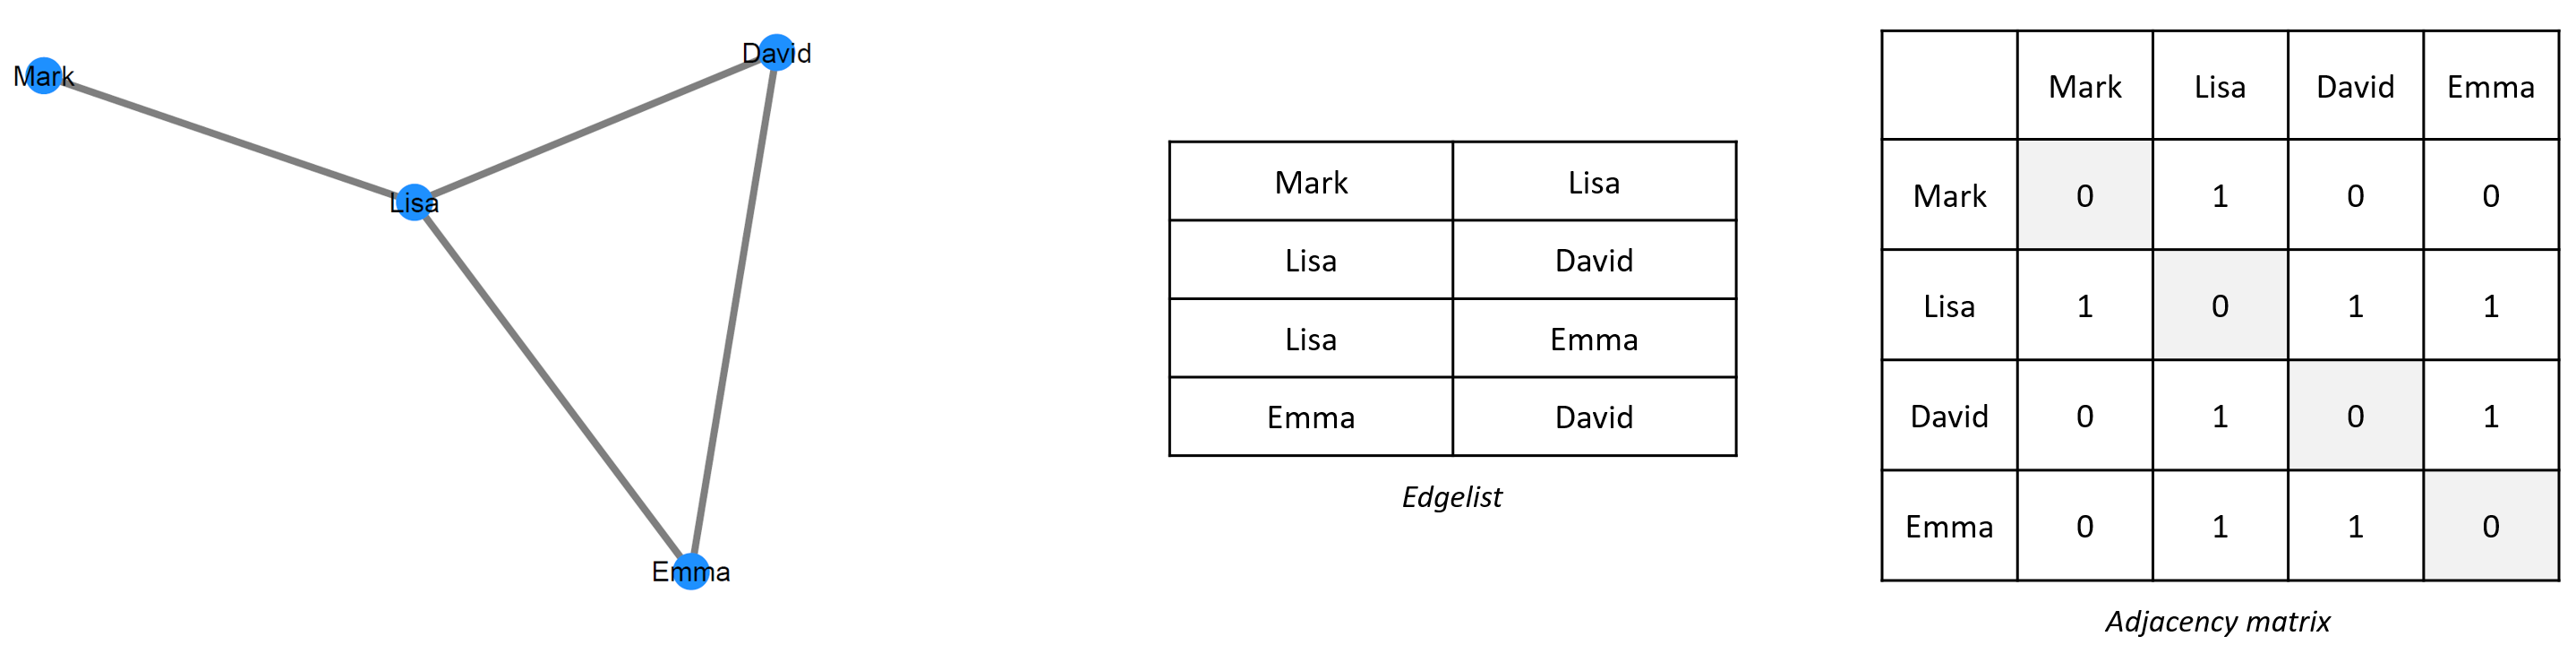 Mark
David
Lisa
Emma
Mark Lisa
Lisa David
Lisa Emma
Emma David
Edgelist
Mark Lisa David Emma
Mark 0 1 0 0
Lisa 1 0 1 1
David 0 1 0 1
Emma 0 1 1 0
Adjacency matrix